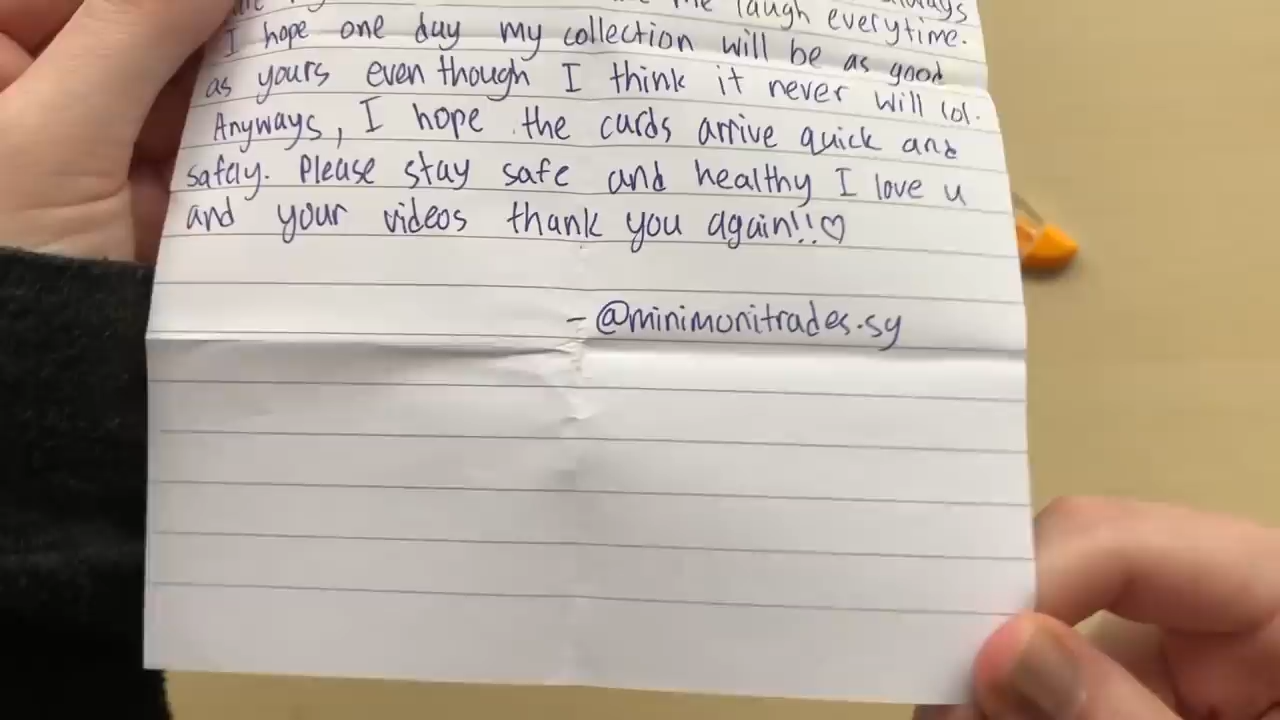 laugh everytime.
I hope one day my collection will be as good
as yours even though I think it never will lol.
Anyways, I hope the cards arrive quick and
safely. Please stay safe and healthy I love u
and your videos thank you again!!♡
- @minimonitrades.sy